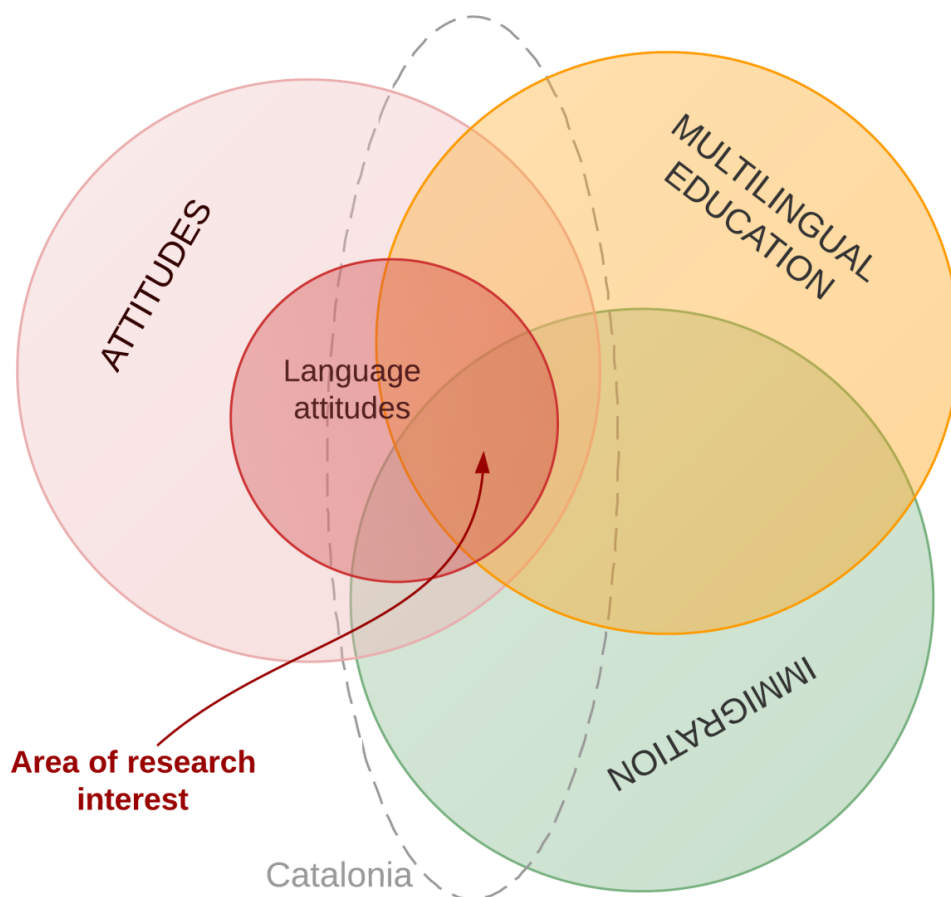 MULTILINGUAL
EDUCATION
ATTITUDES
Language
attitudes
IMMIGRATION
Area of research
interest
Catalonia